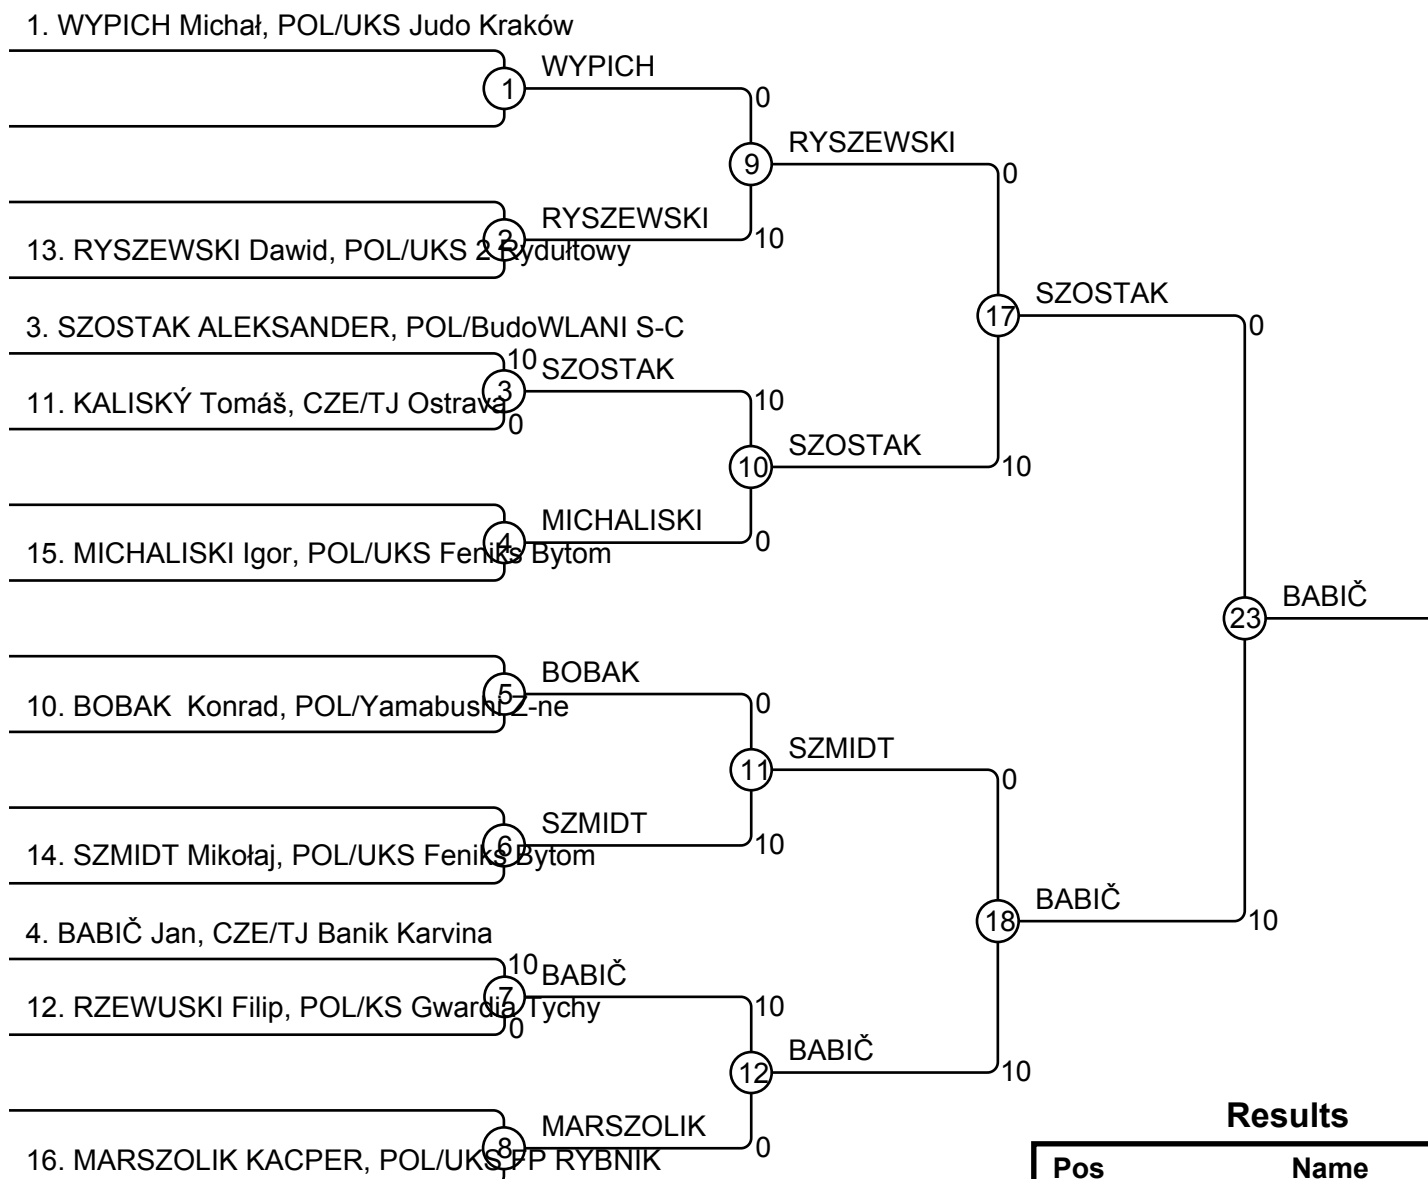 1. WYPICH Michał, POL/UKS Judo Kraków
1
WYPICH
0
9
RYSZEWSKI
0
2
RYSZEWSKI
10
13. RYSZEWSKI Dawid, POL/UKS 2 Rydułtowy
17
SZOSTAK
0
3. SZOSTAK ALEKSANDER, POL/BudoWLANI S-C
10
3
SZOSTAK
10
11. KALISKÝ Tomáš, CZE/TJ Ostrava
0
10
SZOSTAK
10
4
MICHALISKI
0
15. MICHALISKI Igor, POL/UKS Feniks Bytom
23
BABIČ
5
BOBAK
0
10. BOBAK Konrad, POL/Yamabushi Z-ne
11
SZMIDT
0
6
SZMIDT
10
14. SZMIDT Mikołaj, POL/UKS Feniks Bytom
18
BABIČ
10
4. BABIČ Jan, CZE/TJ Banik Karvina
10
7
BABIČ
10
12. RZEWUSKI Filip, POL/KS Gwardia Tychy
0
12
BABIČ
10
8
MARSZOLIK
0
16. MARSZOLIK KACPER, POL/UKS FP RYBNIK
Results
Pos Name